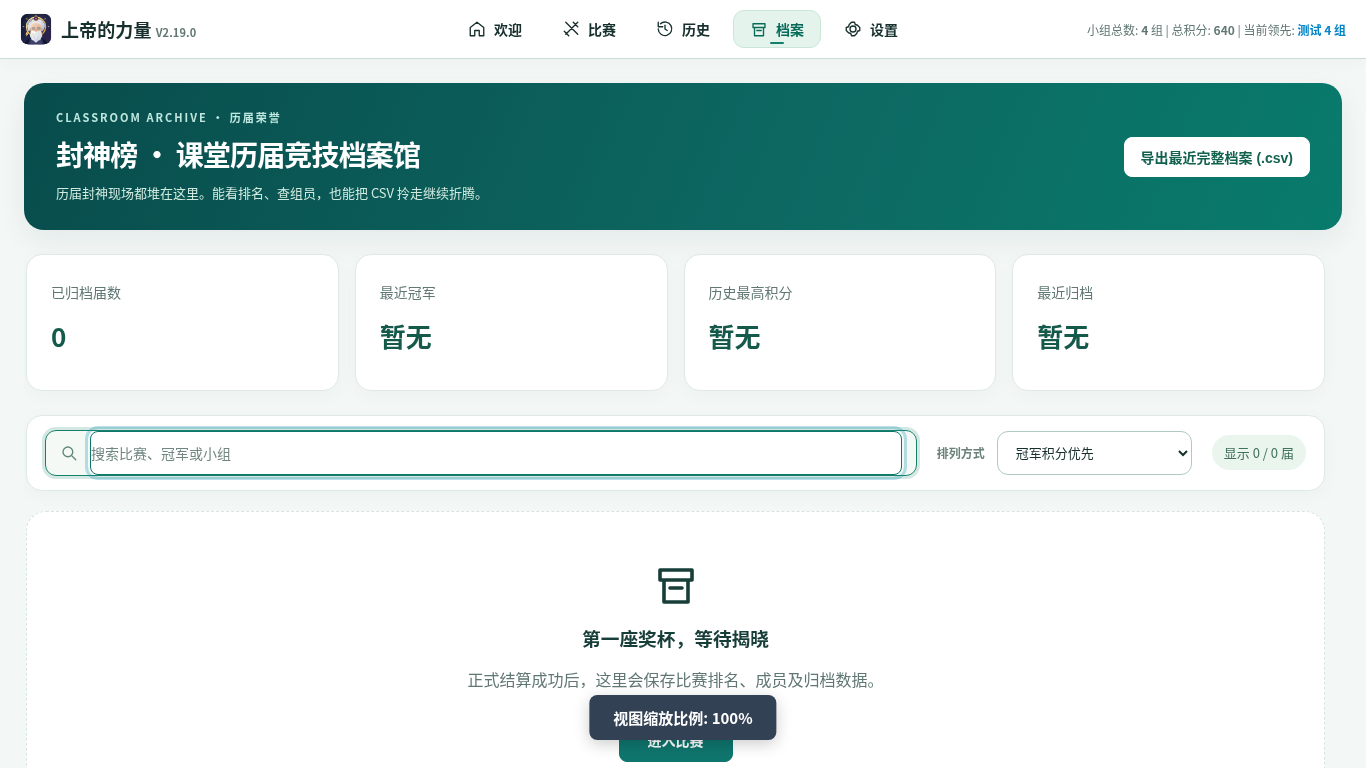 上帝的力量 V2.19.0
欢迎
比赛
历史
档案
设置
小组总数: 4 组 | 总积分: 640 | 当前领先: 测试 4 组
CLASSROOM ARCHIVE • 历届荣誉
封神榜 • 课堂历届竞技档案馆
历届封神现场都堆在这里。能看排名、查组员，也能把 CSV 拎走继续折腾。
导出最近完整档案 (.csv)
已归档届数
0
最近冠军
暂无
历史最高积分
暂无
最近归档
暂无
搜索比赛、冠军或小组
排列方式
冠军积分优先
显示 0 / 0 届
第一座奖杯，等待揭晓
正式结算成功后，这里会保存比赛排名、成员及归档数据。
视图缩放比例: 100%
进入比赛